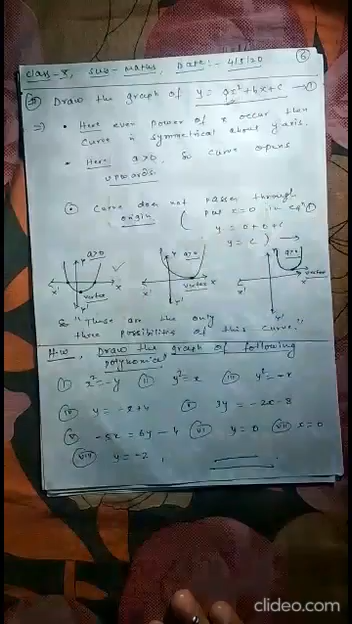 Class-X, Sub-Maths, Date:- 4/5/20 6
Draw the graph of y = ax²+bx+c → ①
⇒ • Here even power of x occur, then
curve is symmetrical about y axis.
• Here a>0, so curve opens
upwards.
Curve does not passes through
origin. ( put x=0 in eqⁿ ①
y = 0+0+c
y = c ) →
a>0 Y a>0 Y a>0
X' X X' X X' X
vertex vertex vertex
Y' Y' Y'
So "These are the only
three possibilities of this curve."
H.W. Draw the graph of following
polynomial
(i) x² = -y (ii) y² = x (iii) y² = -x
(iv) y = -x+4 (v) 3y = -2x-8
(v) -5x = 6y-4 (vi) y=0 (vii) x=0
(viii) y = -2,
clideo.com